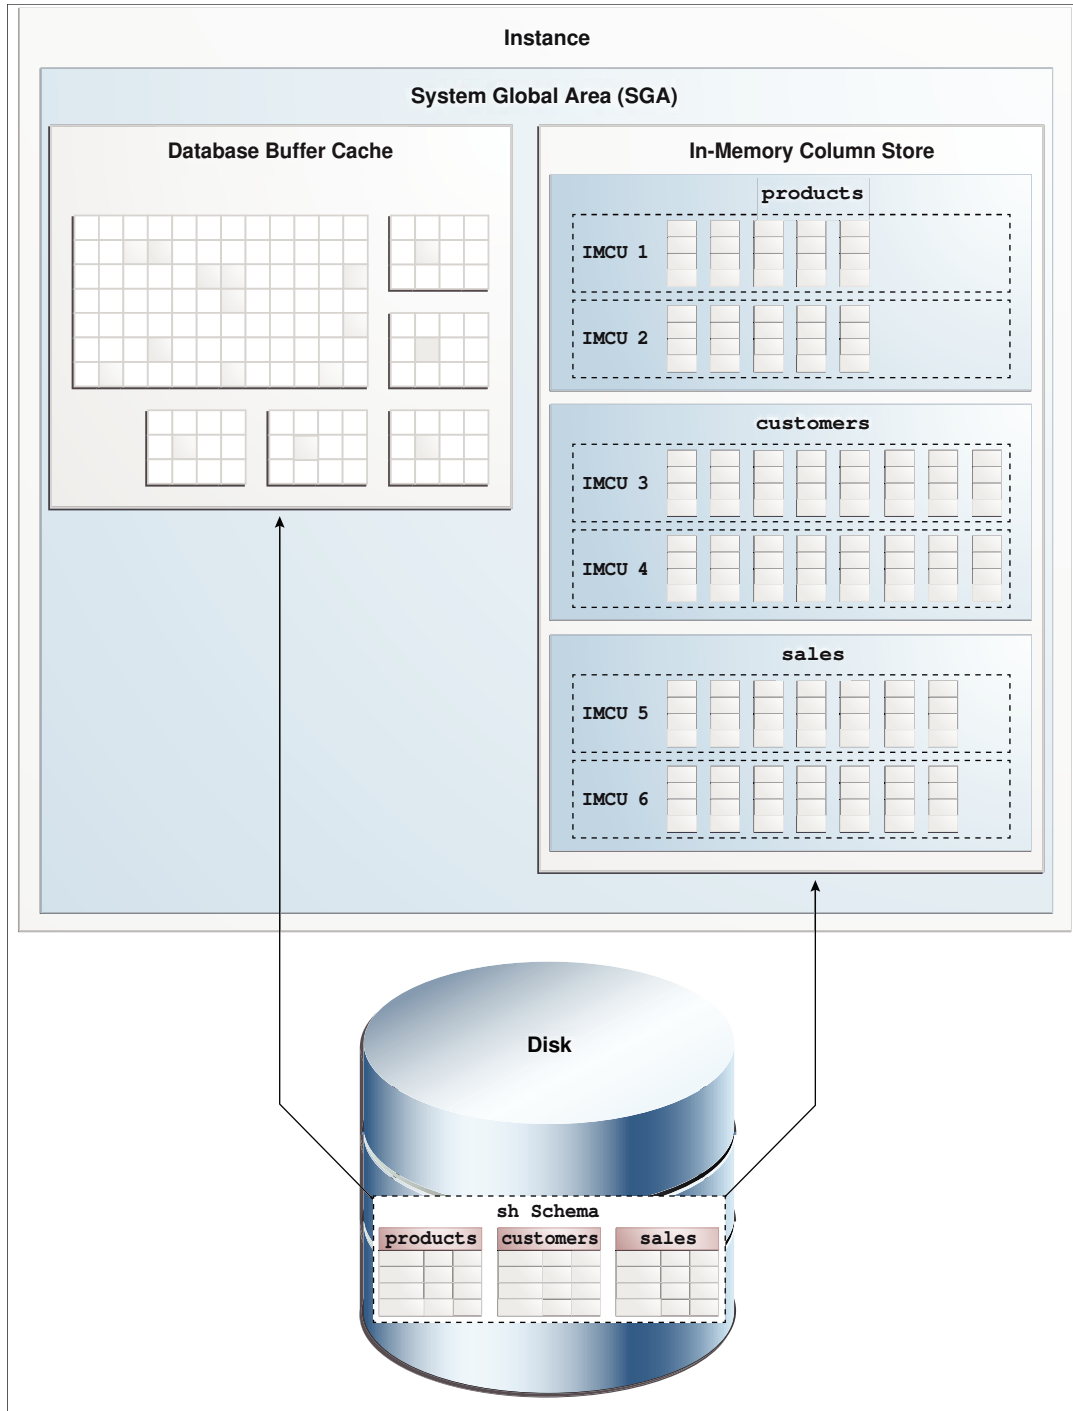 Instance
System Global Area (SGA)
Database Buffer Cache
In-Memory Column Store
products
IMCU 1
IMCU 2
customers
IMCU 3
IMCU 4
sales
IMCU 5
IMCU 6
Disk
sh Schema
products customers sales